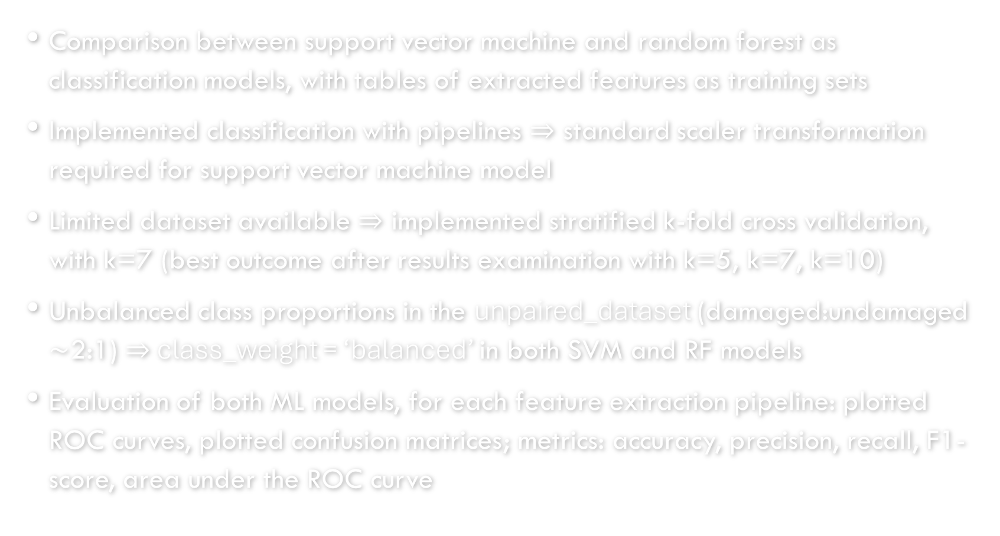 • Comparison between support vector machine and random forest as
classification models, with tables of extracted features as training sets
• Implemented classification with pipelines ⇒ standard scaler transformation
required for support vector machine model
• Limited dataset available ⇒ implemented stratified k-fold cross validation,
with k=7 (best outcome after results examination with k=5, k=7, k=10)
• Unbalanced class proportions in the unpaired_dataset (damaged:undamaged
~2:1) ⇒ class_weight = ‘balanced’ in both SVM and RF models
• Evaluation of both ML models, for each feature extraction pipeline: plotted
ROC curves, plotted confusion matrices; metrics: accuracy, precision, recall, F1-
score, area under the ROC curve